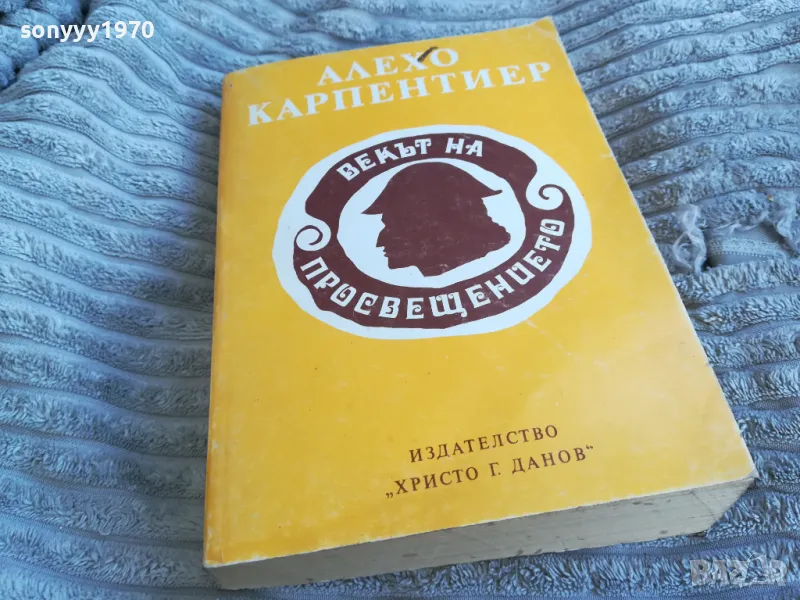 sonyyy1970
АЛЕХО
КАРПЕНТИЕР
ВЕКЪТ НА
ПРОСВЕЩЕНИЕТО
ИЗДАТЕЛСТВО
„ХРИСТО Г. ДАНОВ“